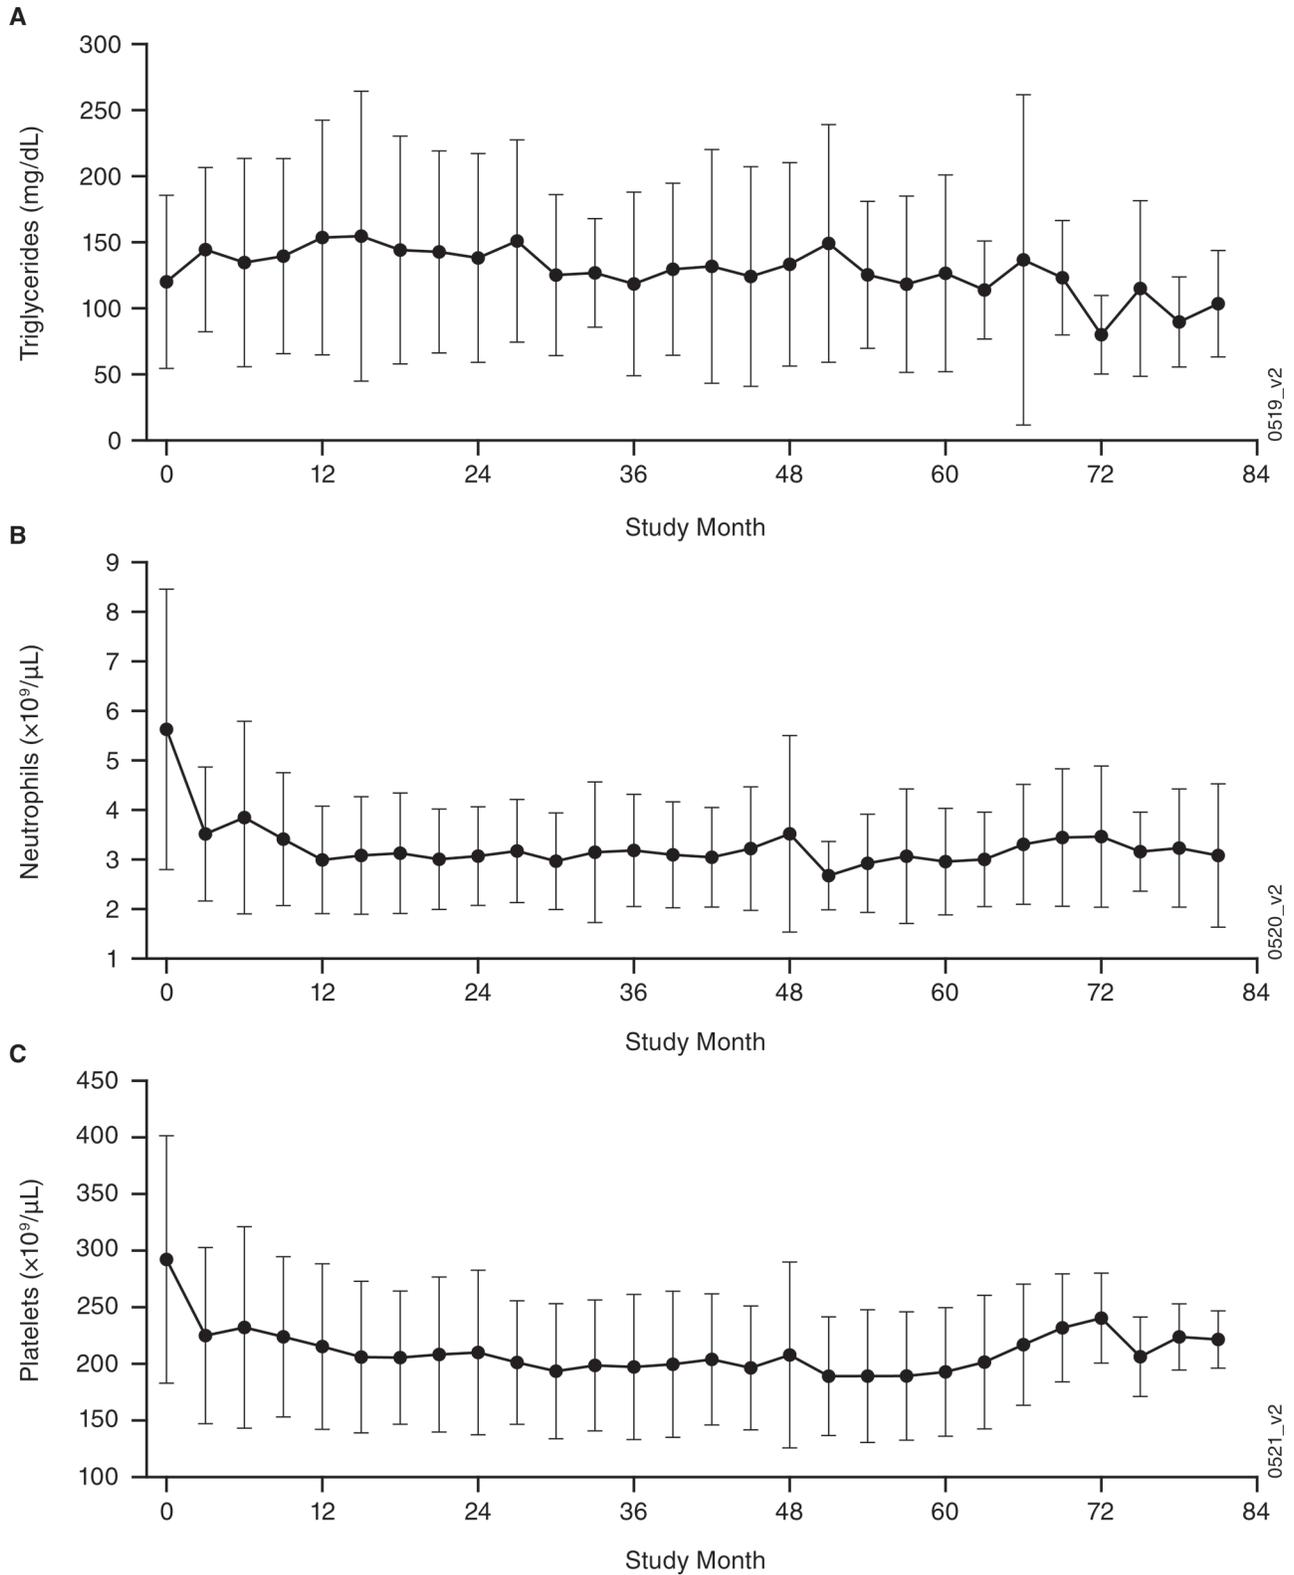 A
Triglycerides (mg/dL)
300
250
200
150
100
50
0
0 12 24 36 48 60 72 84
Study Month
0519_v2
B
Neutrophils (×10⁹/µL)
9
8
7
6
5
4
3
2
1
0 12 24 36 48 60 72 84
Study Month
0520_v2
C
Platelets (×10⁹/µL)
450
400
350
300
250
200
150
100
0 12 24 36 48 60 72 84
Study Month
0521_v2